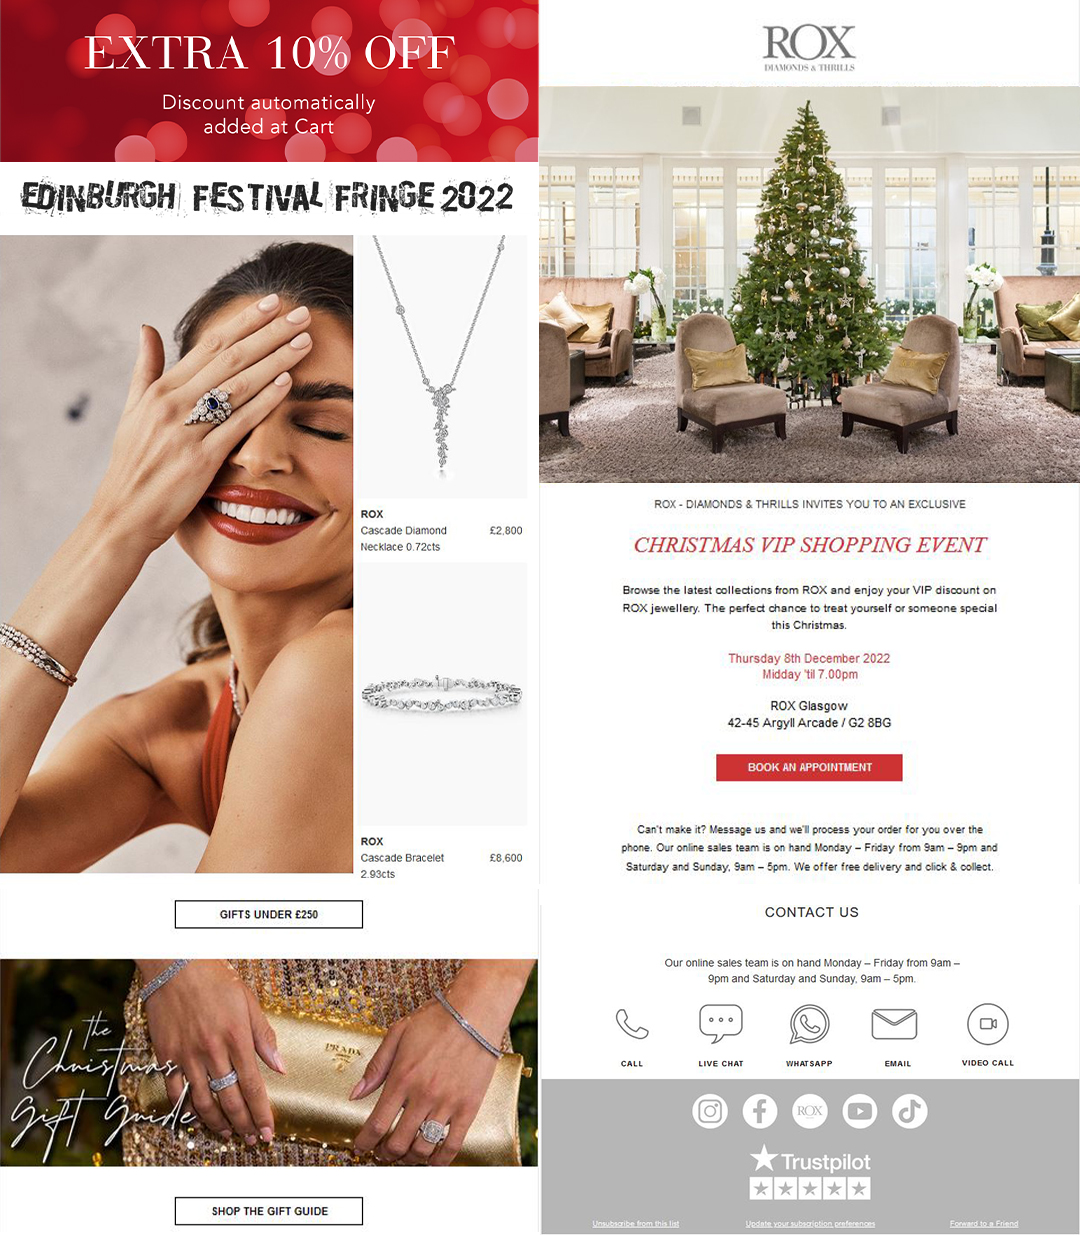 EXTRA 10% OFF
Discount automatically
added at Cart
EDINBURGH FESTIVAL FRINGE 2022
ROX
Cascade Diamond £2,800
Necklace 0.72cts
ROX
Cascade Bracelet £8,600
2.93cts
GIFTS UNDER £250
the
Christmas
Gift Guide
PRADA
SHOP THE GIFT GUIDE
ROX
DIAMONDS & THRILLS
ROX - DIAMONDS & THRILLS INVITES YOU TO AN EXCLUSIVE
CHRISTMAS VIP SHOPPING EVENT
Browse the latest collections from ROX and enjoy your VIP discount on
ROX jewellery. The perfect chance to treat yourself or someone special
this Christmas.
Thursday 8th December 2022
Midday 'til 7.00pm
ROX Glasgow
42-45 Argyll Arcade / G2 8BG
BOOK AN APPOINTMENT
Can't make it? Message us and we'll process your order for you over the
phone. Our online sales team is on hand Monday – Friday from 9am – 9pm and
Saturday and Sunday, 9am – 5pm. We offer free delivery and click & collect.
CONTACT US
Our online sales team is on hand Monday – Friday from 9am –
9pm and Saturday and Sunday, 9am – 5pm.
CALL LIVE CHAT WHATSAPP EMAIL VIDEO CALL
ROX
Trustpilot
Unsubscribe from this list Update your subscription preferences Forward to a Friend